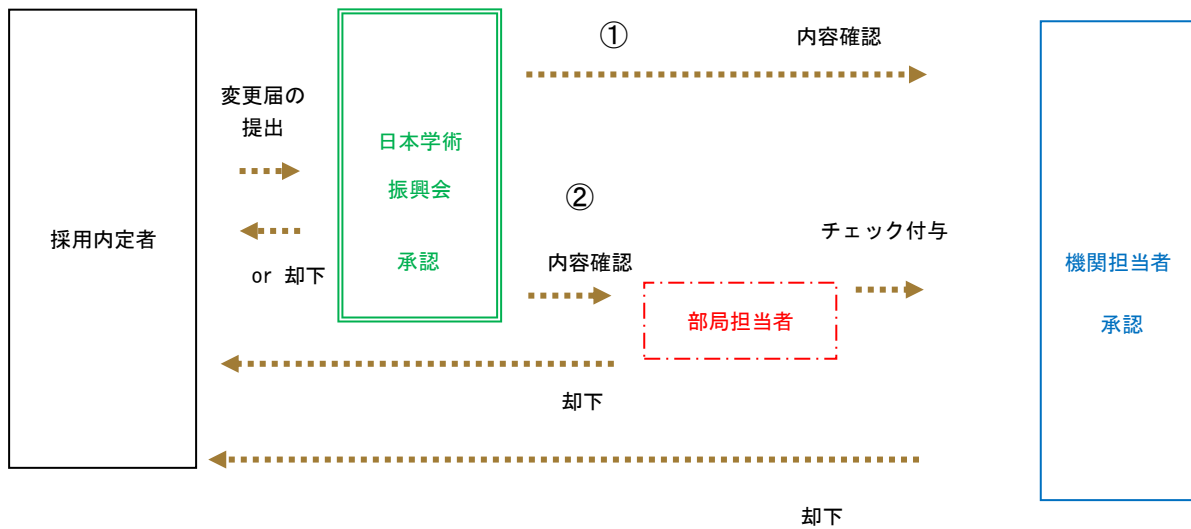 ①
内容確認
変更届の
提出
日本学術
振興会
承認
採用内定者
or 却下
②
内容確認
チェック付与
部局担当者
機関担当者
承認
却下
却下